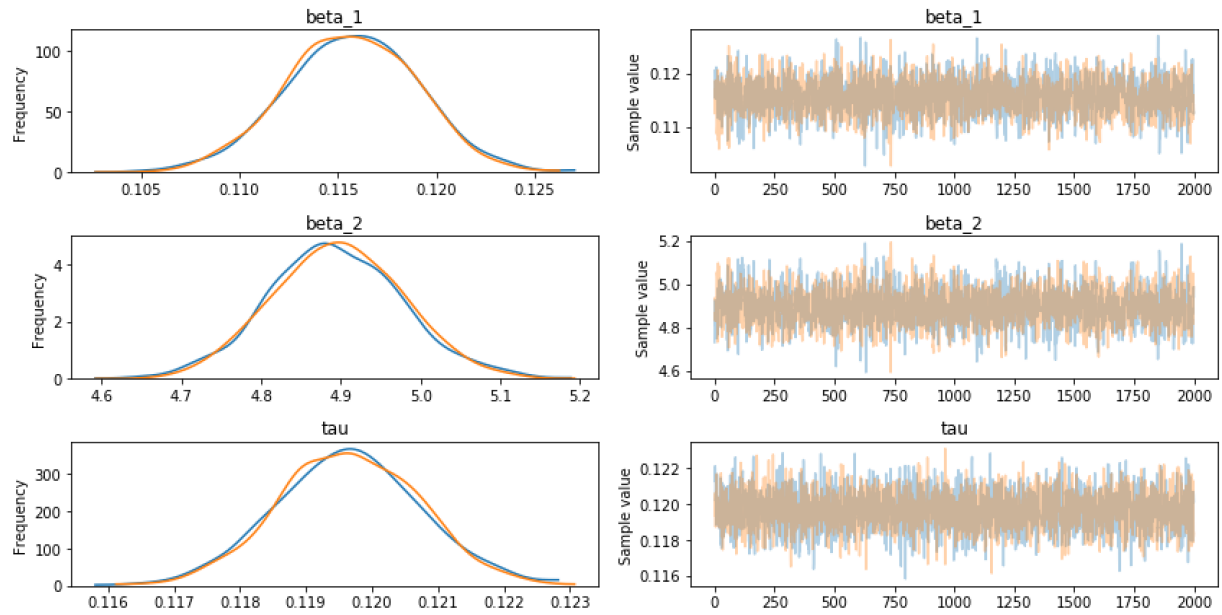 beta_1
100
50
0
Frequency
0.105 0.110 0.115 0.120 0.125
beta_1
0.12
0.11
Sample value
0 250 500 750 1000 1250 1500 1750 2000
beta_2
4
2
0
Frequency
4.6 4.7 4.8 4.9 5.0 5.1 5.2
beta_2
5.2
5.0
4.8
4.6
Sample value
0 250 500 750 1000 1250 1500 1750 2000
tau
300
200
100
0
Frequency
0.116 0.117 0.118 0.119 0.120 0.121 0.122 0.123
tau
0.122
0.120
0.118
0.116
Sample value
0 250 500 750 1000 1250 1500 1750 2000